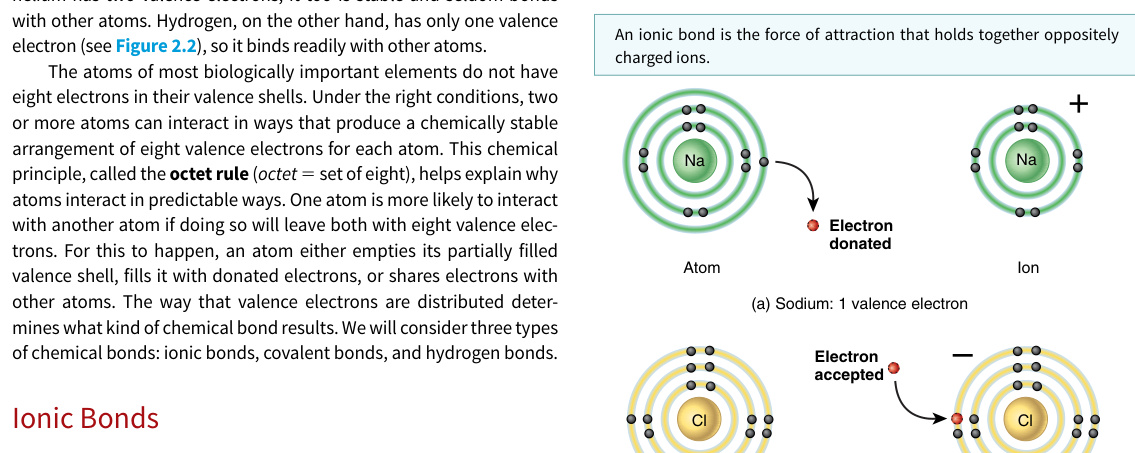 with other atoms. Hydrogen, on the other hand, has only one valence
electron (see Figure 2.2), so it binds readily with other atoms.
The atoms of most biologically important elements do not have
eight electrons in their valence shells. Under the right conditions, two
or more atoms can interact in ways that produce a chemically stable
arrangement of eight valence electrons for each atom. This chemical
principle, called the octet rule (octet = set of eight), helps explain why
atoms interact in predictable ways. One atom is more likely to interact
with another atom if doing so will leave both with eight valence elec-
trons. For this to happen, an atom either empties its partially filled
valence shell, fills it with donated electrons, or shares electrons with
other atoms. The way that valence electrons are distributed deter-
mines what kind of chemical bond results. We will consider three types
of chemical bonds: ionic bonds, covalent bonds, and hydrogen bonds.
Ionic Bonds
An ionic bond is the force of attraction that holds together oppositely
charged ions.
Na
Electron
donated
Atom
+
Na
Ion
(a) Sodium: 1 valence electron
Cl
Electron
accepted
−
Cl